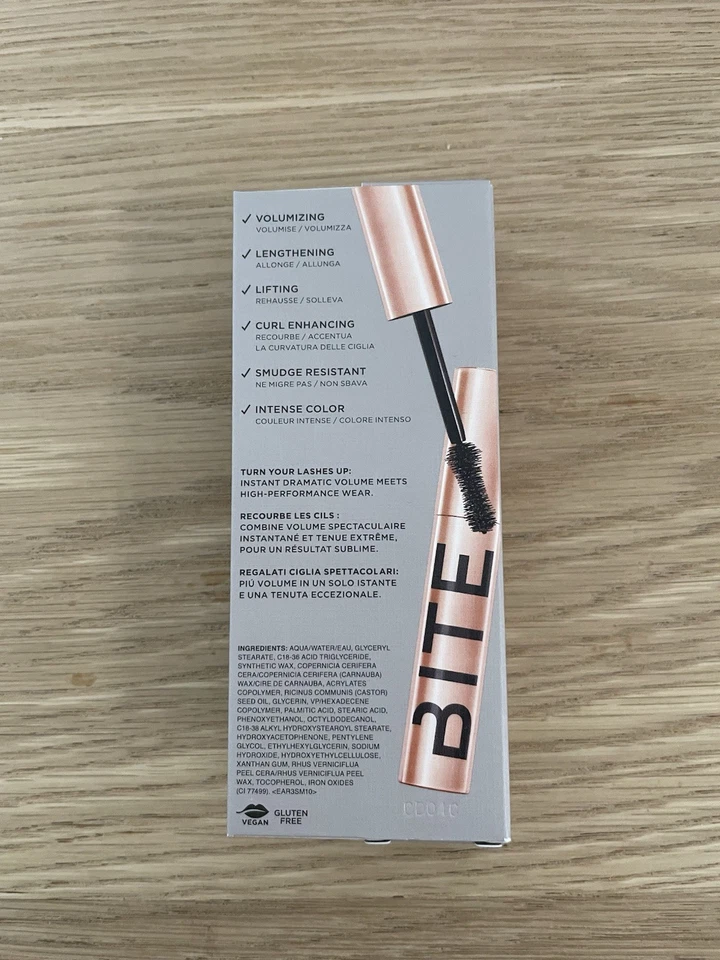 ✓ VOLUMIZING
VOLUMISE / VOLUMIZZA
✓ LENGTHENING
ALLONGE / ALLUNGA
✓ LIFTING
REHAUSSE / SOLLEVA
✓ CURL ENHANCING
RECOURBE / ACCENTUA
LA CURVATURA DELLE CIGLIA
✓ SMUDGE RESISTANT
NE MIGRE PAS / NON SBAVA
✓ INTENSE COLOR
COULEUR INTENSE / COLORE INTENSO
TURN YOUR LASHES UP:
INSTANT DRAMATIC VOLUME MEETS
HIGH-PERFORMANCE WEAR.
RECOURBE LES CILS :
COMBINE VOLUME SPECTACULAIRE
INSTANTANÉ ET TENUE EXTRÊME,
POUR UN RÉSULTAT SUBLIME.
REGALATI CIGLIA SPETTACOLARI:
PIÚ VOLUME IN UN SOLO ISTANTE
E UNA TENUTA ECCEZIONALE.
INGREDIENTS: AQUA/WATER/EAU, GLYCERYL
STEARATE, C18-36 ACID TRIGLYCERIDE,
SYNTHETIC WAX, COPERNICIA CERIFERA
CERA/COPERNICIA CERIFERA (CARNAUBA)
WAX/CIRE DE CARNAUBA, ACRYLATES
COPOLYMER, RICINUS COMMUNIS (CASTOR)
SEED OIL, GLYCERIN, VP/HEXADECENE
COPOLYMER, PALMITIC ACID, STEARIC ACID,
PHENOXYETHANOL, OCTYLDODECANOL,
C18-38 ALKYL HYDROXYSTEAROYL STEARATE,
HYDROXYACETOPHENONE, PENTYLENE
GLYCOL, ETHYLHEXYLGLYCERIN, SODIUM
HYDROXIDE, HYDROXYETHYLCELLULOSE,
XANTHAN GUM, RHUS VERNICIFLUA
PEEL CERA/RHUS VERNICIFLUA PEEL
WAX, TOCOPHEROL, IRON OXIDES
(CI 77499). <EAR3SM10>
VEGAN
GLUTEN
FREE
BITE